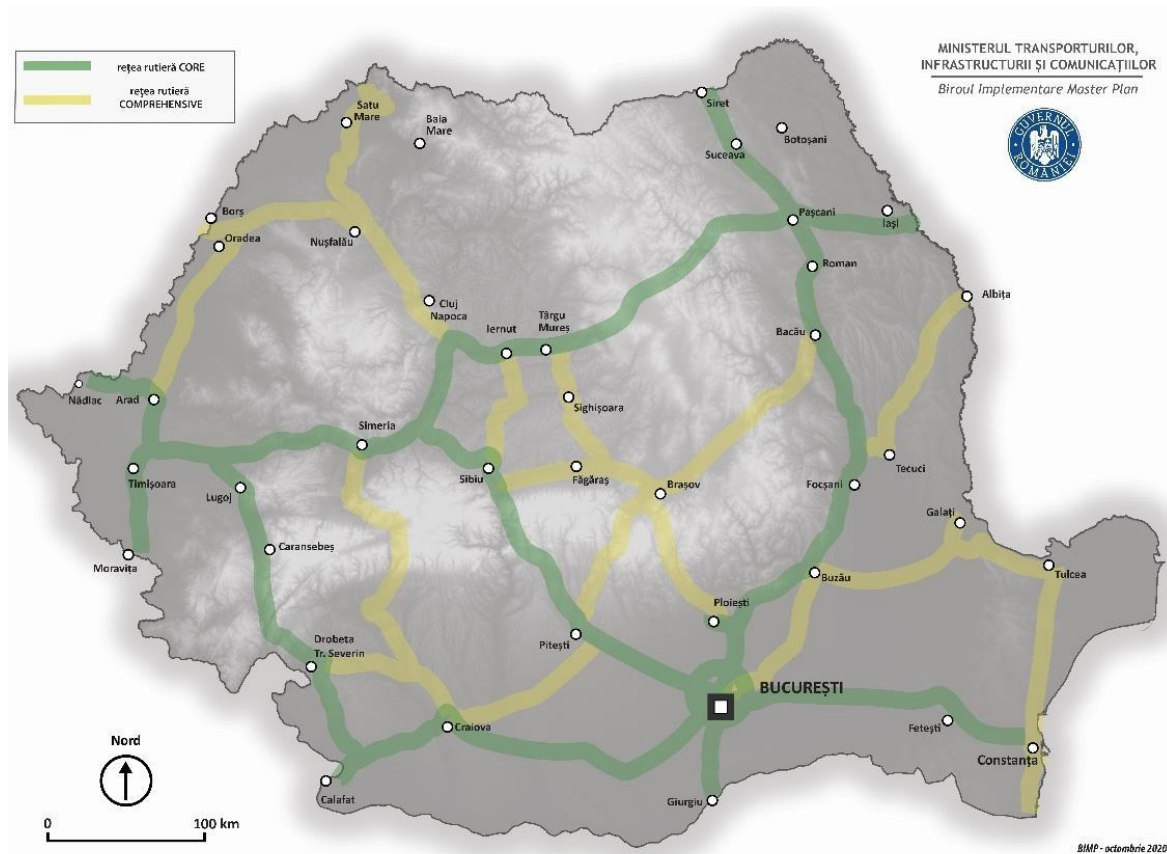 rețea rutieră CORE
rețea rutieră
COMPREHENSIVE
MINISTERUL TRANSPORTURILOR,
INFRASTRUCTURII ȘI COMUNICAȚIILOR
Biroul Implementare Master Plan
GUVERNUL
ROMÂNIEI
Satu
Mare
Baia
Mare
Siret
Suceava
Botoșani
Borș
Oradea
Nușfalău
Pașcani
Iași
Roman
Cluj
Napoca
Iernut
Târgu
Mureș
Bacău
Albița
Nădlac
Arad
Simeria
Sighișoara
Timișoara
Lugoj
Sibiu
Făgăraș
Brașov
Focșani
Tecuci
Moravița
Caransebeș
Galați
Buzău
Tulcea
Drobeta
Tr. Severin
Pitești
Ploiești
BUCUREȘTI
Craiova
Fetești
Constanța
Calafat
Giurgiu
Nord
0 100 km
BIMP - octombrie 2020